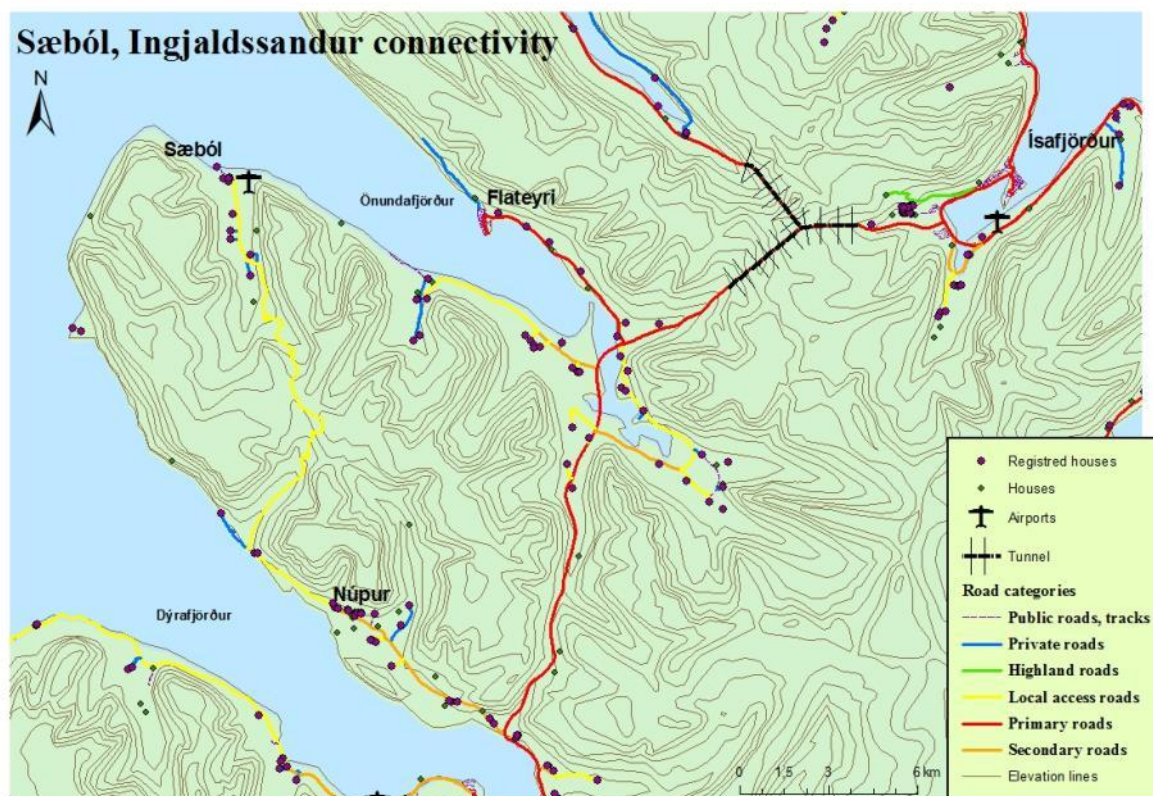 Sæból, Ingjaldssandur connectivity
N
Sæból
Önundafjörður
Flateyri
Ísafjörður
Núpur
Dýrafjörður
Registred houses
Houses
Airports
Tunnel
Road categories
Public roads, tracks
Private roads
Highland roads
Local access roads
Primary roads
Secondary roads
Elevation lines
0 1,5 3 6 km